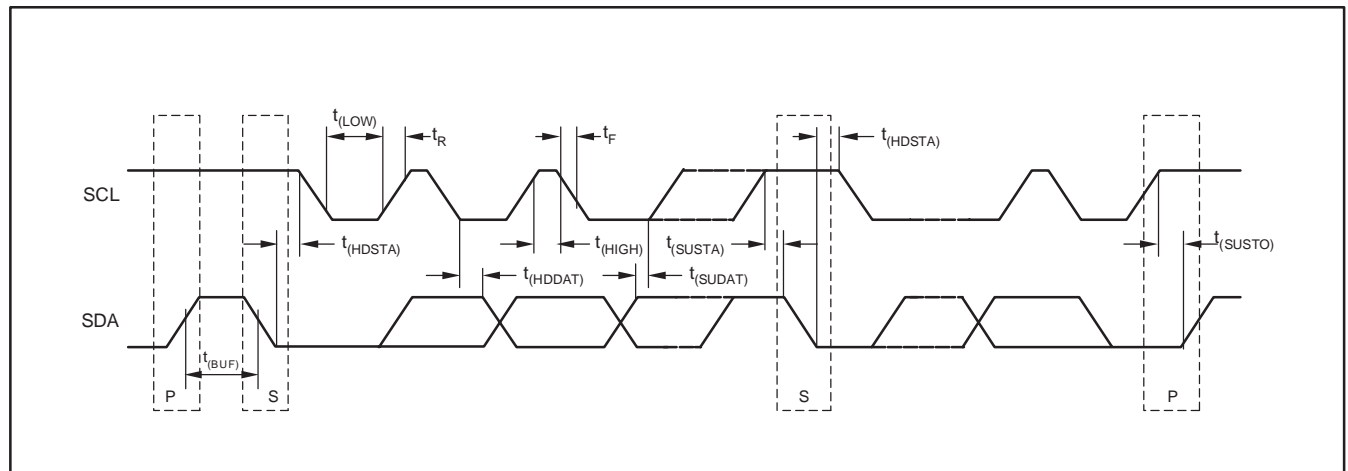 t(LOW)
tR
tF
t(HDSTA)
SCL
t(HDSTA)
t(HIGH)
t(SUSTA)
t(SUSTO)
t(HDDAT)
t(SUDAT)
SDA
t(BUF)
P
S
S
P